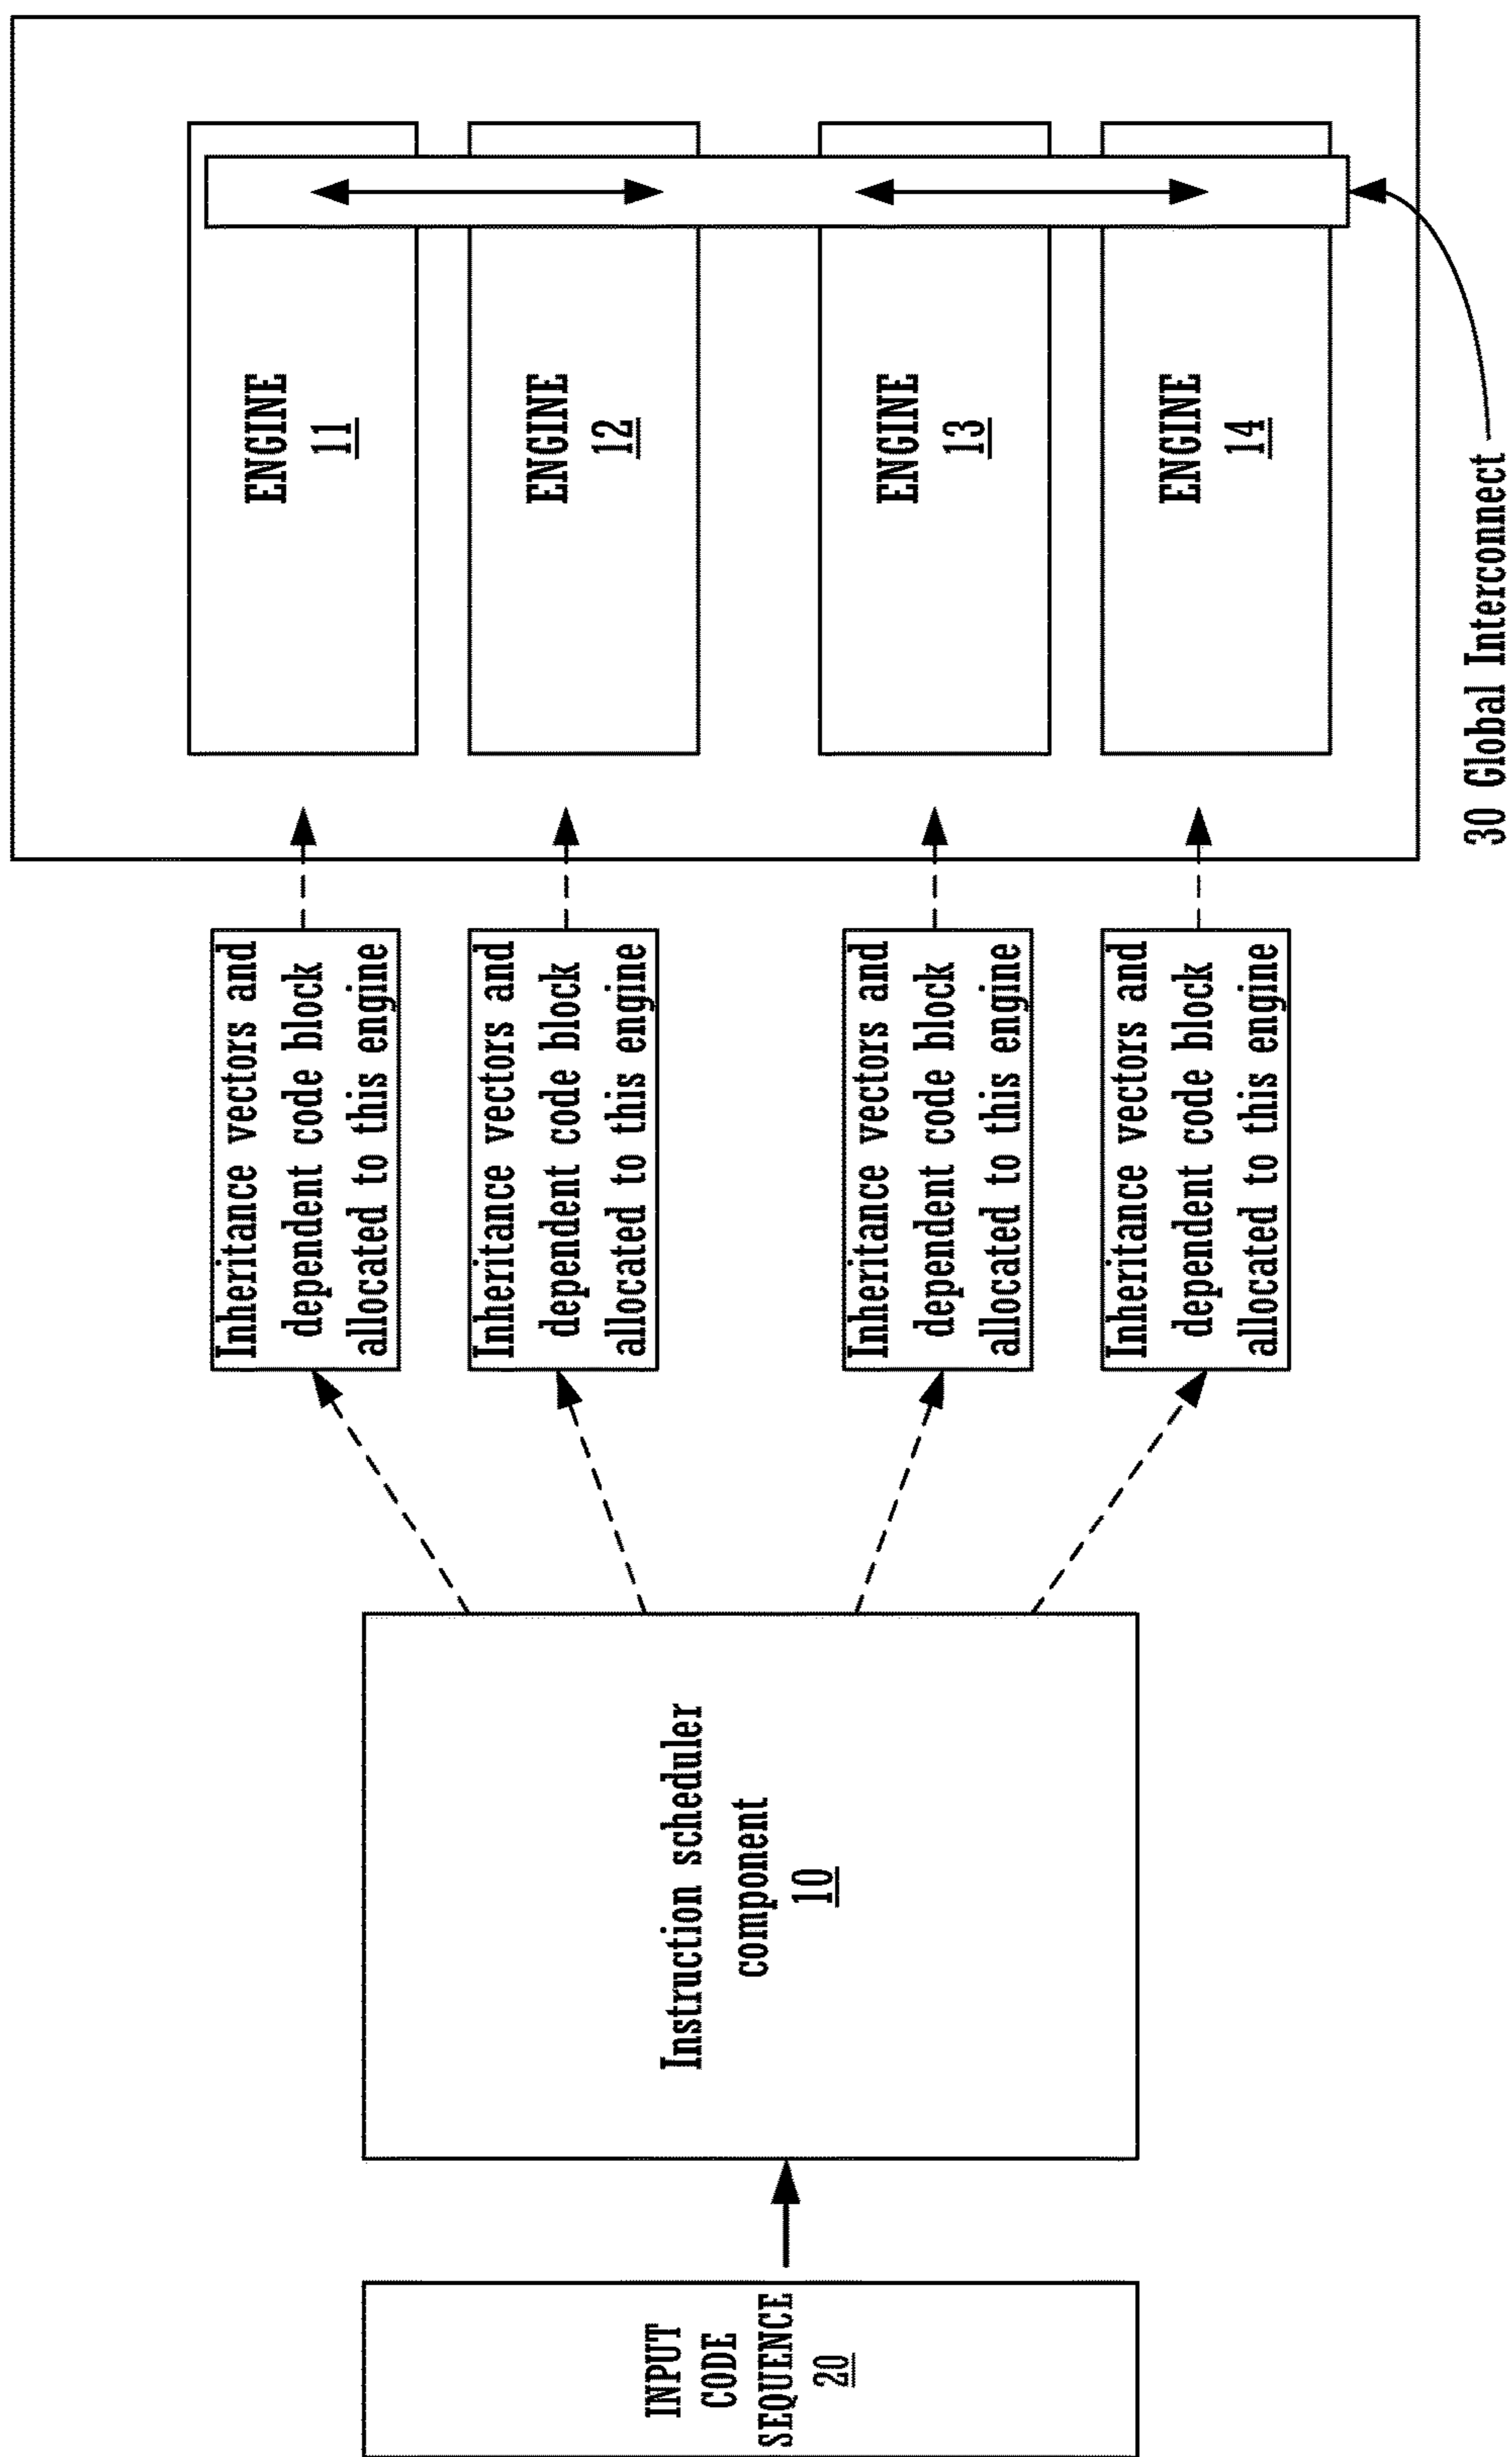 INPUT
CODE
SEQUENCE
20
Instruction scheduler
component
10
Inheritance vectors and
dependent code block
allocated to this engine
Inheritance vectors and
dependent code block
allocated to this engine
Inheritance vectors and
dependent code block
allocated to this engine
Inheritance vectors and
dependent code block
allocated to this engine
ENGINE
11
ENGINE
12
ENGINE
13
ENGINE
14
30 Global Interconnect